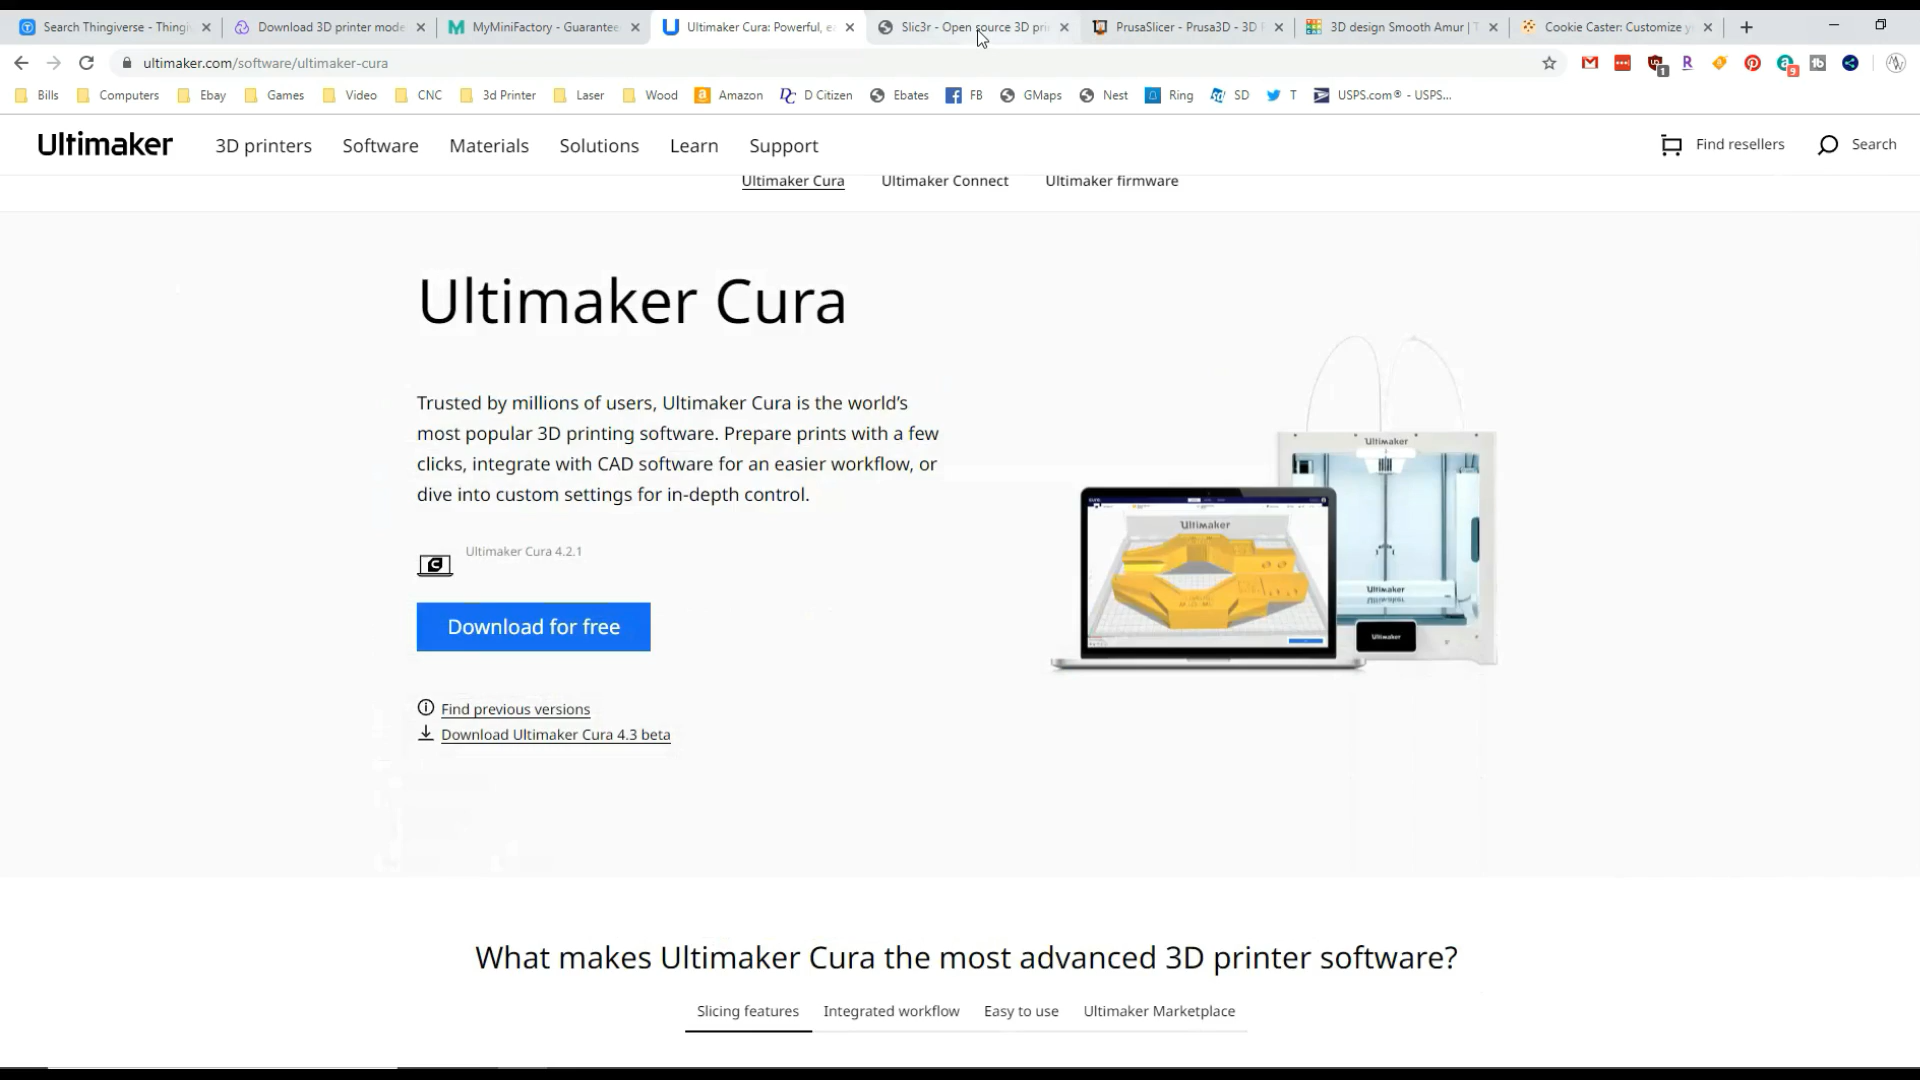 Search Thingiverse - Thingi
Download 3D printer mode
MyMiniFactory - Guarantee
Ultimaker Cura: Powerful, ea
Slic3r - Open source 3D pri
PrusaSlicer - Prusa3D - 3D P
3D design Smooth Amur | T
Cookie Caster: Customize y
ultimaker.com/software/ultimaker-cura
Bills Computers Ebay Games Video CNC 3d Printer Laser Wood Amazon D Citizen Ebates FB GMaps Nest Ring SD T USPS.com® - USPS...
Ultimaker 3D printers Software Materials Solutions Learn Support Find resellers Search
Ultimaker Cura Ultimaker Connect Ultimaker firmware
Ultimaker Cura
Trusted by millions of users, Ultimaker Cura is the world's
most popular 3D printing software. Prepare prints with a few
clicks, integrate with CAD software for an easier workflow, or
dive into custom settings for in-depth control.
Ultimaker Cura 4.2.1
Download for free
Find previous versions
Download Ultimaker Cura 4.3 beta
Ultimaker
Ultimaker
Ultimaker
Ultimaker
What makes Ultimaker Cura the most advanced 3D printer software?
Slicing features Integrated workflow Easy to use Ultimaker Marketplace